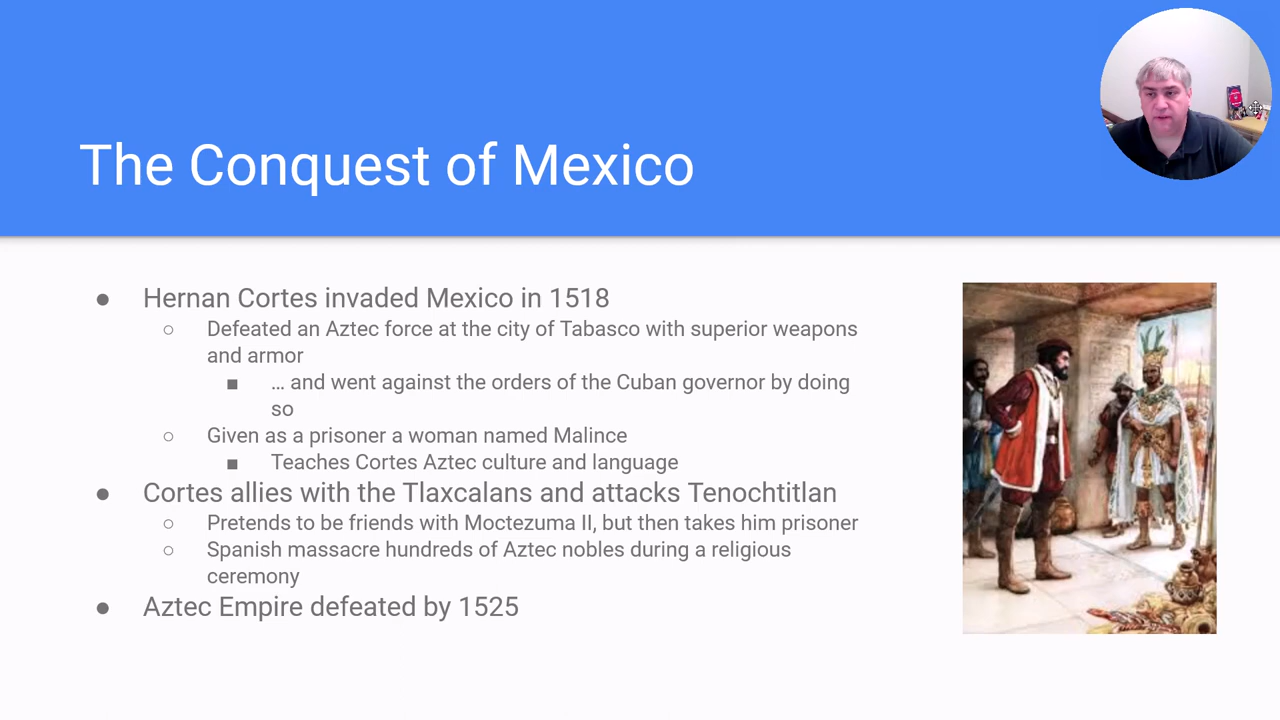 The Conquest of Mexico
● Hernan Cortes invaded Mexico in 1518
○ Defeated an Aztec force at the city of Tabasco with superior weapons
and armor
■ … and went against the orders of the Cuban governor by doing
so
○ Given as a prisoner a woman named Malince
■ Teaches Cortes Aztec culture and language
● Cortes allies with the Tlaxcalans and attacks Tenochtitlan
○ Pretends to be friends with Moctezuma II, but then takes him prisoner
○ Spanish massacre hundreds of Aztec nobles during a religious
ceremony
● Aztec Empire defeated by 1525